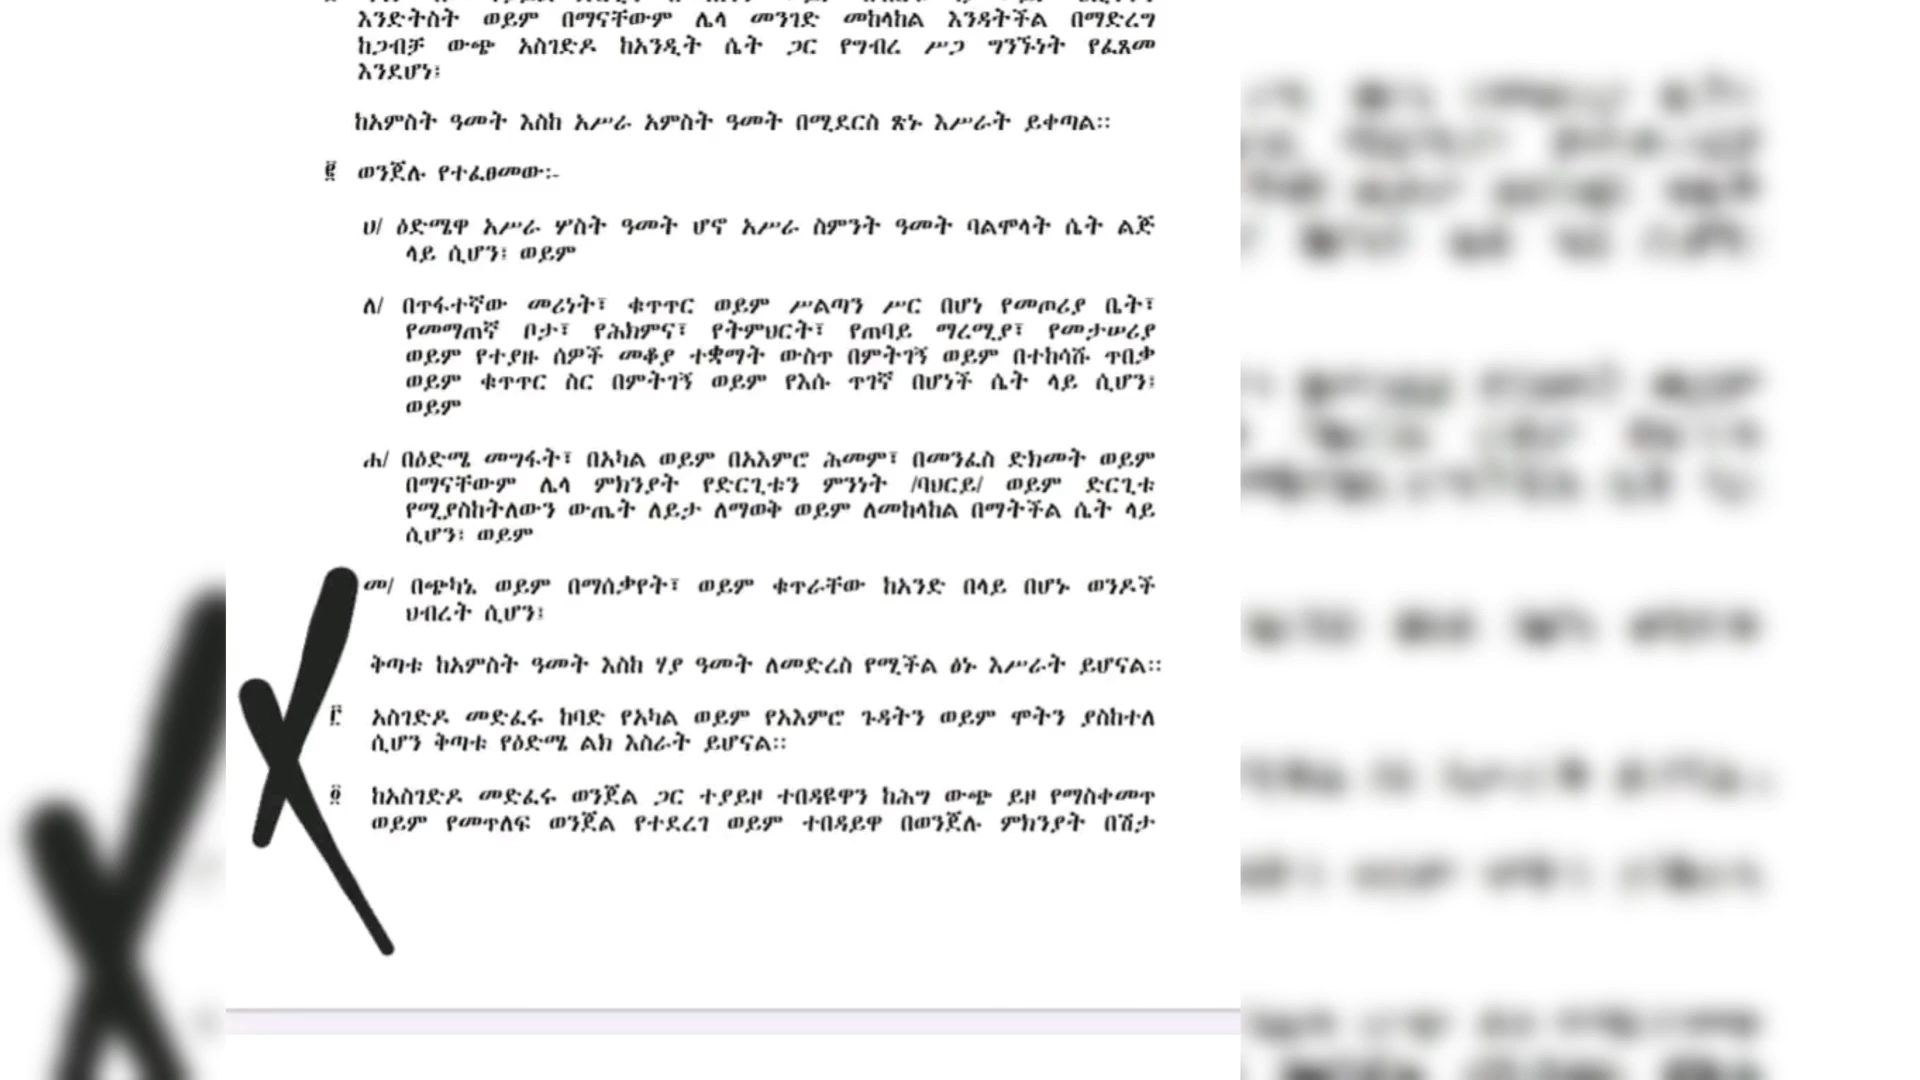 እንድትስት ወይም በማናቸውም ሌላ መንገድ መከላከል እንዳትችል በማድረግ
ከጋብቻ ውጭ አስገድዶ ከአንዲት ሴት ጋር የግብረ ሥጋ ግንኙነት የፈጸመ
እንደሆነ፤
ከአምስት ዓመት እስከ አሥራ አምስት ዓመት በሚደርስ ጽኑ እሥራት ይቀጣል።
፪ ወንጀሉ የተፈፀመው፡-
ሀ/ ዕድሜዋ አሥራ ሦስት ዓመት ሆኖ አሥራ ስምንት ዓመት ባልሞላት ሴት ልጅ
ላይ ሲሆን፤ ወይም
ለ/ በጥፋተኛው መሪነት፣ ቁጥጥር ወይም ሥልጣን ሥር በሆነ የመጦሪያ ቤት፣
የመማጠኛ ቦታ፣ የሕክምና፣ የትምህርት፣ የጠባይ ማረሚያ፣ የመታሠሪያ
ወይም የተያዙ ሰዎች መቆያ ተቋማት ውስጥ በምትገኝ ወይም በተከሳሹ ጥበቃ
ወይም ቁጥጥር ስር በምትገኝ ወይም የእሱ ጥገኛ በሆነች ሴት ላይ ሲሆን፤
ወይም
ሐ/ በዕድሜ መግፋት፣ በአካል ወይም በአእምሮ ሕመም፣ በመንፈስ ድክመት ወይም
በማናቸውም ሌላ ምክንያት የድርጊቱን ምንነት /ባህርይ/ ወይም ድርጊቱ
የሚያስከትለውን ውጤት ለይታ ለማወቅ ወይም ለመከላከል በማትችል ሴት ላይ
ሲሆን፤ ወይም
መ/ በጭካኔ ወይም በማሰቃየት፣ ወይም ቁጥራቸው ከአንድ በላይ በሆኑ ወንዶች
ህብረት ሲሆን፤
ቅጣቱ ከአምስት ዓመት እስከ ሃያ ዓመት ለመድረስ የሚችል ፅኑ እሥራት ይሆናል።
፫ አስገድዶ መድፈሩ ከባድ የአካል ወይም የአእምሮ ጉዳትን ወይም ሞትን ያስከተለ
ሲሆን ቅጣቱ የዕድሜ ልክ እስራት ይሆናል።
፬ ከአስገድዶ መድፈሩ ወንጀል ጋር ተያይዞ ተበዳዩዋን ከሕግ ውጭ ይዞ የማስቀመጥ
ወይም የመጥለፍ ወንጀል የተደረገ ወይም ተበዳይዋ በወንጀሉ ምክንያት በሽታ